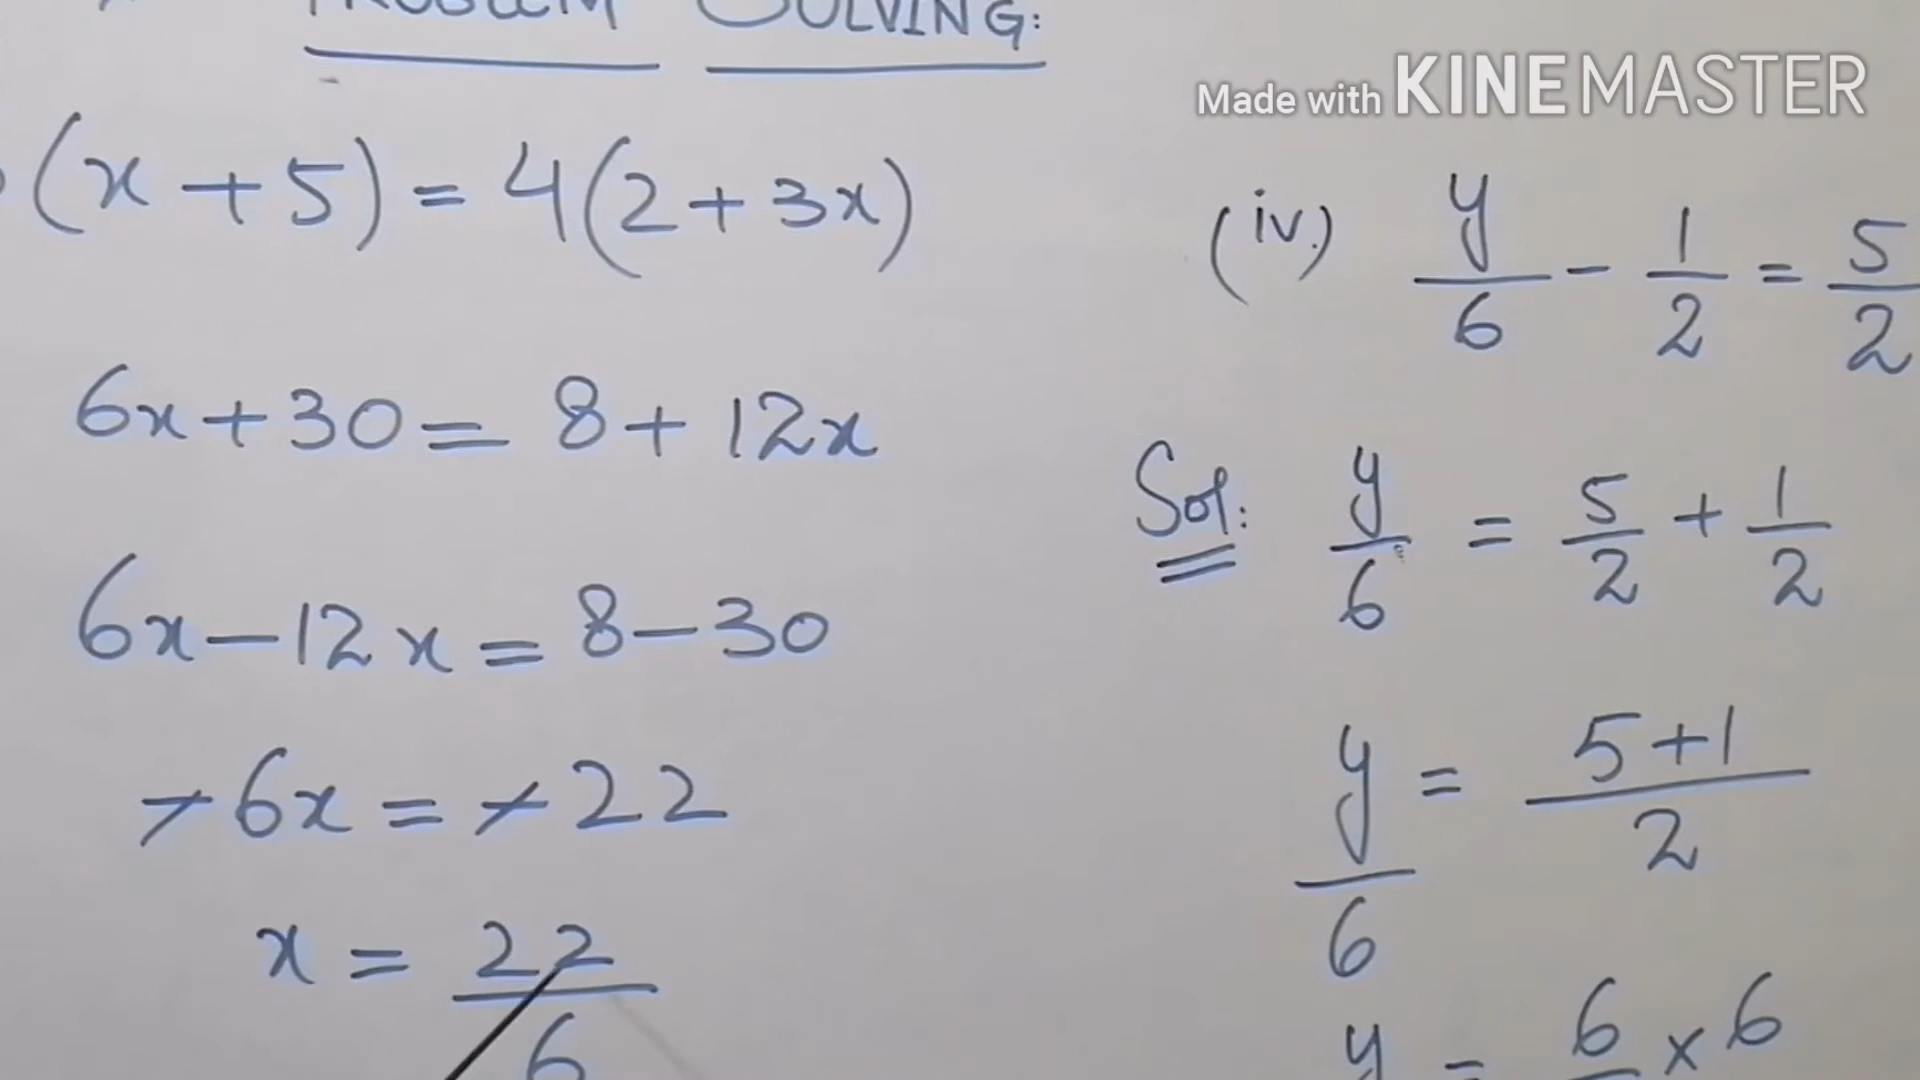 PROBLEM SOLVING:
Made with KINEMASTER
(x + 5) = 4(2 + 3x)
6x + 30 = 8 + 12x
6x - 12x = 8 - 30
-6x = -22
x = 22/6
(iv.) y/6 - 1/2 = 5/2
Sol: y/6 = 5/2 + 1/2
y/6 = 5+1/2
y = 6 x 6